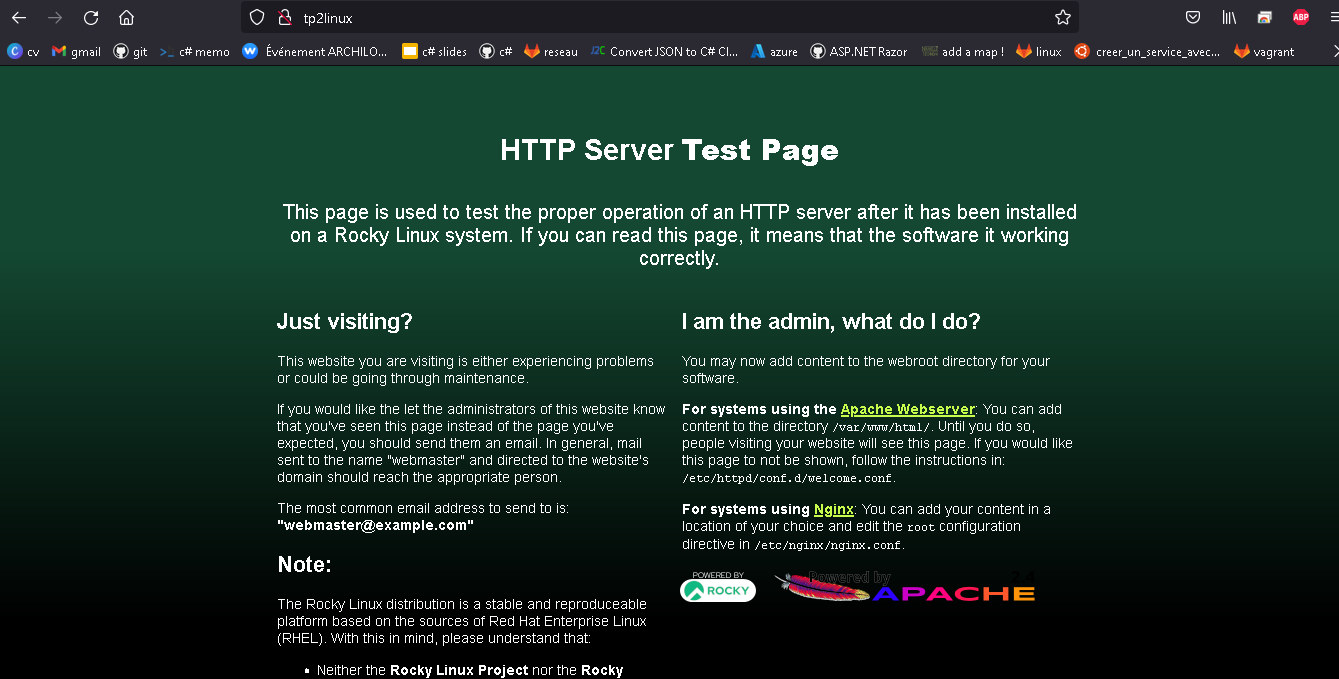 tp2linux
ABP
cv
gmail
git
c# memo
Événement ARCHILO...
c# slides
c#
reseau
Convert JSON to C# Cl...
azure
ASP.NET Razor
add a map !
linux
creer_un_service_avec...
vagrant
HTTP Server Test Page
This page is used to test the proper operation of an HTTP server after it has been installed
on a Rocky Linux system. If you can read this page, it means that the software it working
correctly.
Just visiting?
This website you are visiting is either experiencing problems
or could be going through maintenance.
If you would like the let the administrators of this website know
that you've seen this page instead of the page you've
expected, you should send them an email. In general, mail
sent to the name "webmaster" and directed to the website's
domain should reach the appropriate person.
The most common email address to send to is:
"webmaster@example.com"
Note:
The Rocky Linux distribution is a stable and reproduceable
platform based on the sources of Red Hat Enterprise Linux
(RHEL). With this in mind, please understand that:
• Neither the Rocky Linux Project nor the Rocky
I am the admin, what do I do?
You may now add content to the webroot directory for your
software.
For systems using the Apache Webserver: You can add
content to the directory /var/www/html/. Until you do so,
people visiting your website will see this page. If you would like
this page to not be shown, follow the instructions in:
/etc/httpd/conf.d/welcome.conf.
For systems using Nginx: You can add your content in a
location of your choice and edit the root configuration
directive in /etc/nginx/nginx.conf.
POWERED BY
ROCKY
Powered by
APACHE